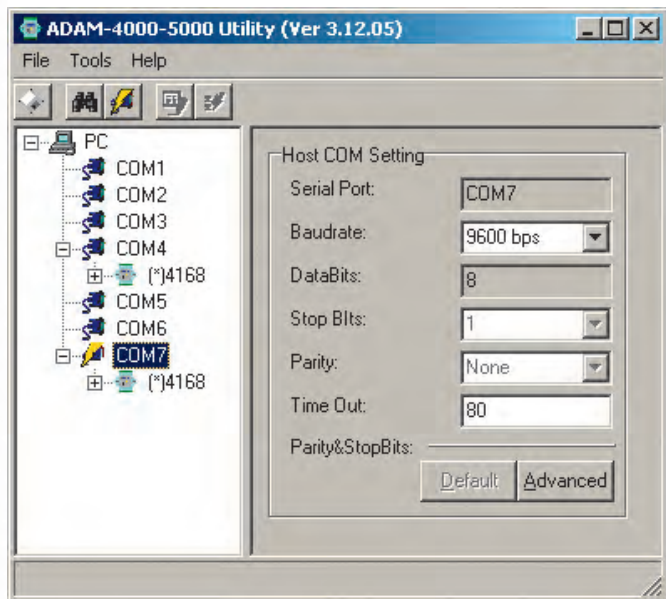 ADAM-4000-5000 Utility (Ver 3.12.05)
File Tools Help
PC
COM1
COM2
COM3
COM4
(*)4168
COM5
COM6
COM7
(*)4168
Host COM Setting
Serial Port: COM7
Baudrate: 9600 bps
DataBits: 8
Stop BIts: 1
Parity: None
Time Out: 80
Parity&StopBits:
Default Advanced